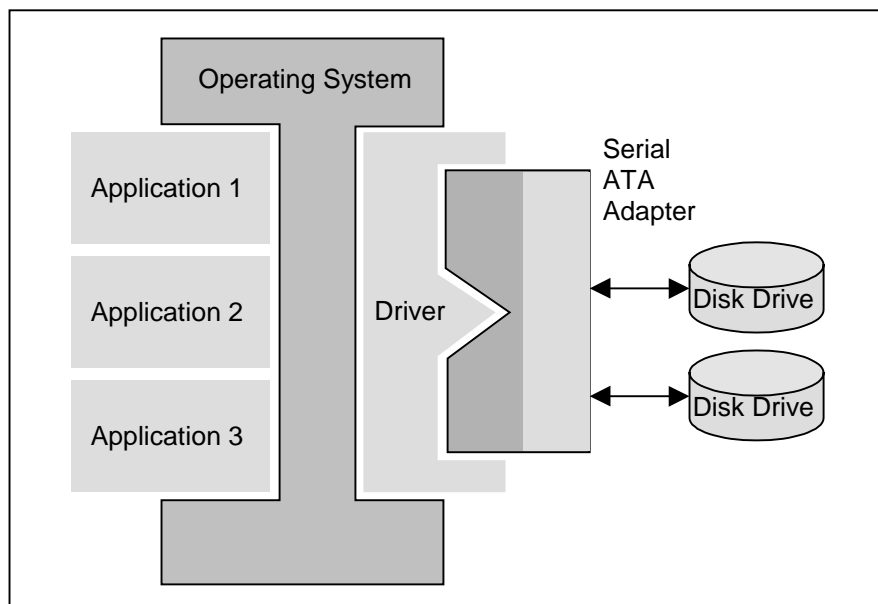 Operating System
Application 1
Application 2
Application 3
Driver
Serial
ATA
Adapter
Disk Drive
Disk Drive